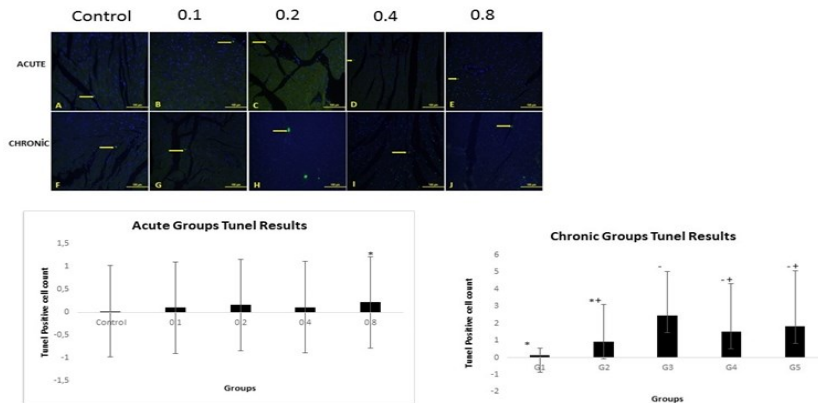 Control 0.1 0.2 0.4 0.8
ACUTE
A B C D E
CHRONİC
F G H I J
Acute Groups Tunel Results
Tunel Positive cell count
1,5
1
0,5
0
-0,5
-1
-1,5
*
Control 0.1 0.2 0.4 0.8
Groups
Chronic Groups Tunel Results
Tunel Positive cell count
6
5
4
3
2
1
0
-1
-2
* *+ - -+ -+
G1 G2 G3 G4 G5
Groups